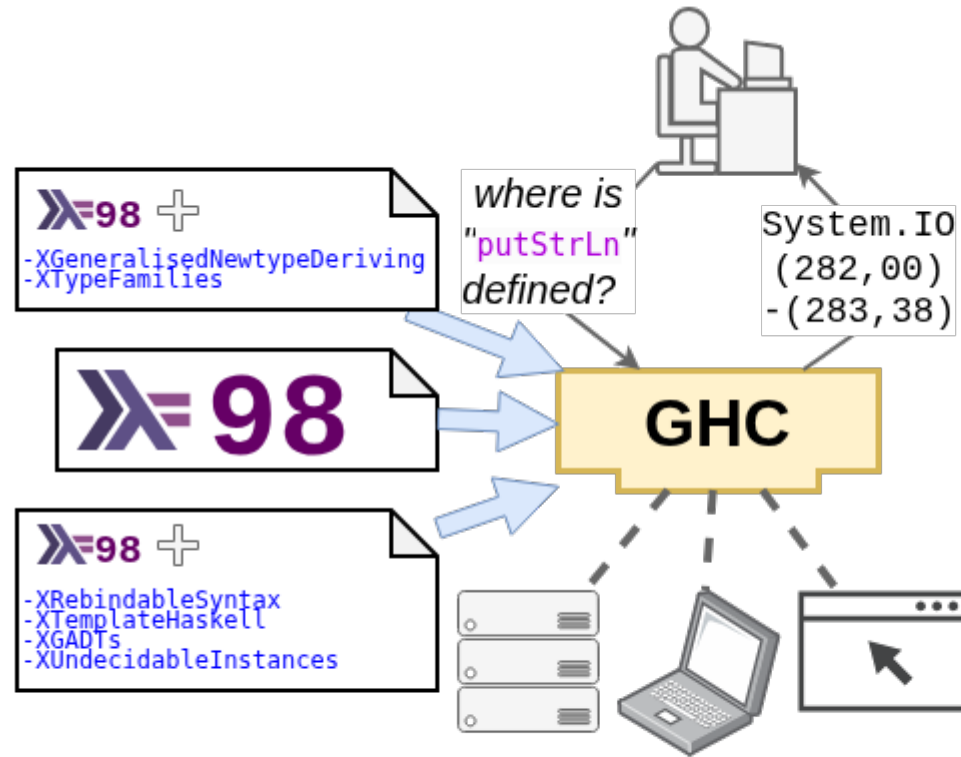 98
-XGeneralisedNewtypeDeriving
-XTypeFamilies
where is
"putStrLn"
defined?
System.IO
(282,00)
-(283,38)
98
GHC
98
-XRebindableSyntax
-XTemplateHaskell
-XGADTs
-XUndecidableInstances